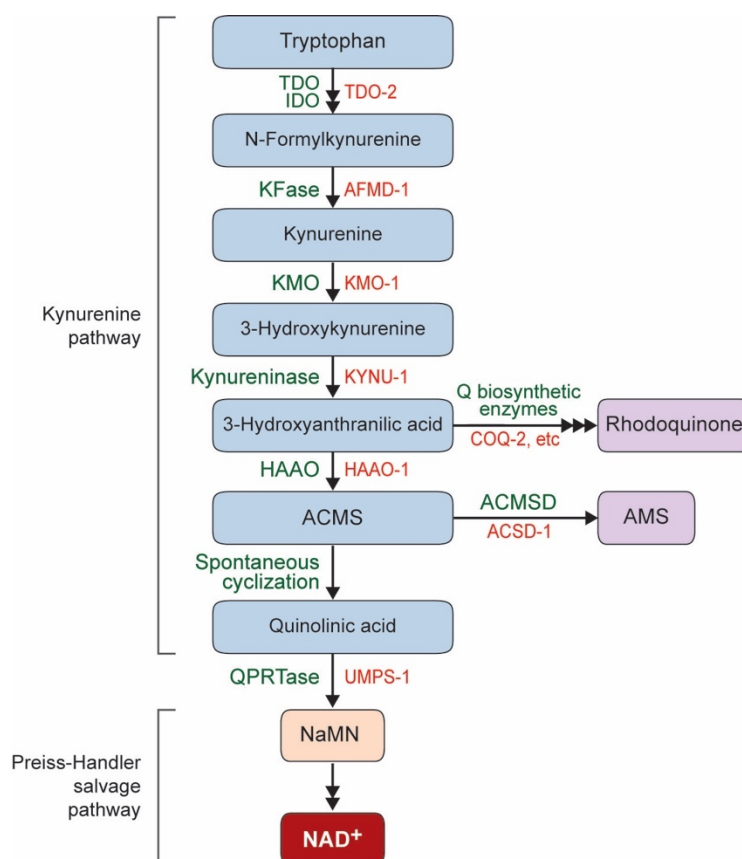 Tryptophan
TDO
IDO
TDO-2
N-Formylkynurenine
KFase
AFMD-1
Kynurenine
KMO
KMO-1
Kynurenine
pathway
3-Hydroxykynurenine
Kynureninase
KYNU-1
3-Hydroxyanthranilic acid
Q biosynthetic
enzymes
COQ-2, etc
Rhodoquinone
HAAO
HAAO-1
ACMS
ACMSD
ACSD-1
AMS
Spontaneous
cyclization
Quinolinic acid
QPRTase
UMPS-1
Preiss-Handler
salvage
pathway
NaMN
NAD+